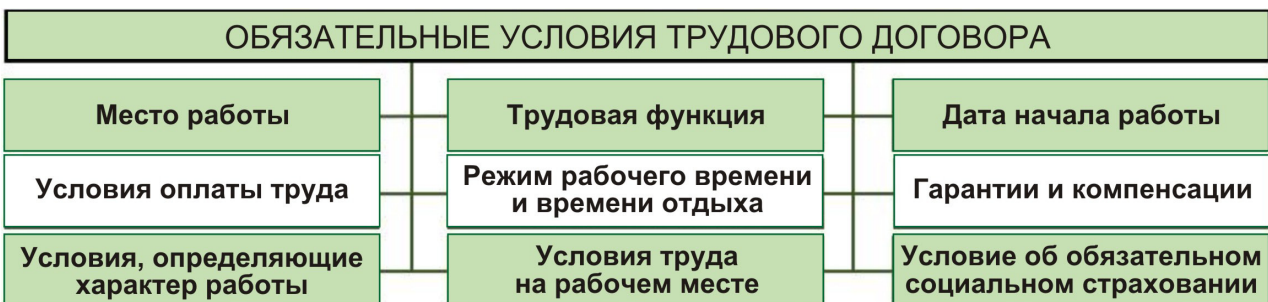 ОБЯЗАТЕЛЬНЫЕ УСЛОВИЯ ТРУДОВОГО ДОГОВОРА
Место работы
Трудовая функция
Дата начала работы
Условия оплаты труда
Режим рабочего времени
и времени отдыха
Гарантии и компенсации
Условия, определяющие
характер работы
Условия труда
на рабочем месте
Условие об обязательном
социальном страховании